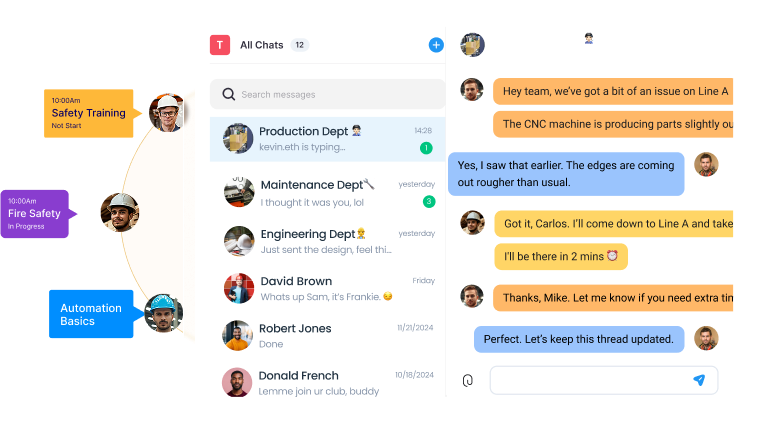 10:00Am
Safety Training
Not Start
10:00Am
Fire Safety
In Progress
Automation
Basics
T
All Chats
12
Search messages
Production Dept 👮🏻
14:28
kevin.eth is typing...
1
Maintenance Dept🔧
yesterday
I thought it was you, lol
3
Engineering Dept👷
yesterday
Just sent the design, feel thi...
David Brown
Friday
Whats up Sam, it's Frankie. 😏
Robert Jones
11/21/2024
Done
Donald French
10/18/2024
Lemme join ur club, buddy
Hey team, we've got a bit of an issue on Line A
The CNC machine is producing parts slightly ou
Yes, I saw that earlier. The edges are coming
out rougher than usual.
Got it, Carlos. I'll come down to Line A and take
I'll be there in 2 mins ⏰
Thanks, Mike. Let me know if you need extra tim
Perfect. Let's keep this thread updated.